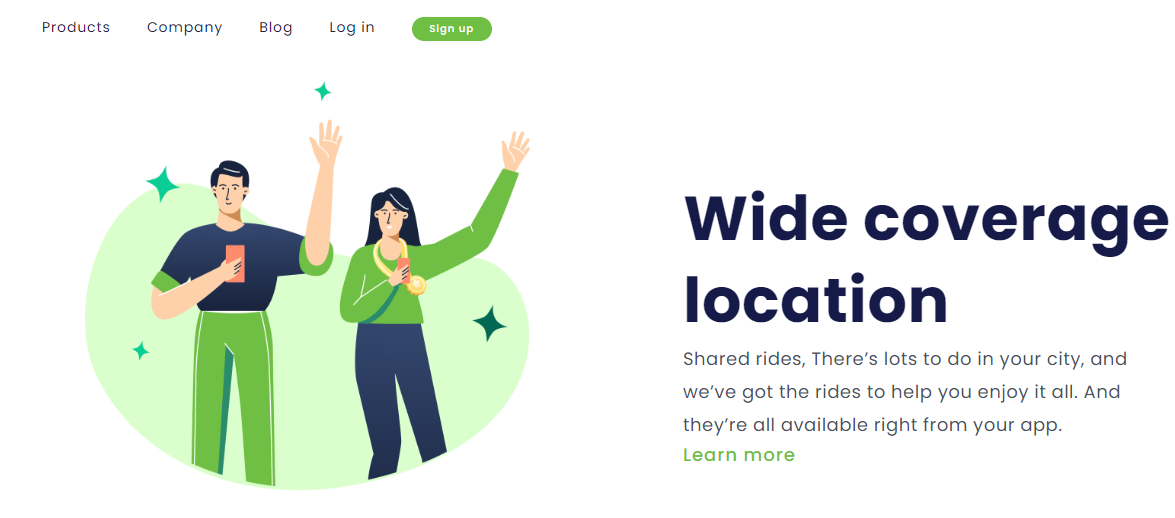 Products Company Blog Log in Sign up
Wide coverage
location
Shared rides, There’s lots to do in your city, and
we’ve got the rides to help you enjoy it all. And
they’re all available right from your app.
Learn more